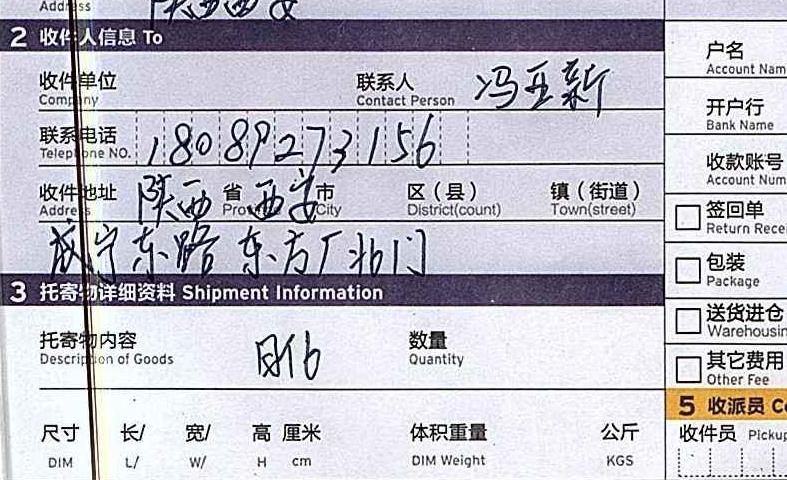 Address 陕西西安
2 收件人信息 To
户名
Account Nam
收件单位 联系人 冯亚新
Company Contact Person
开户行
Bank Name
联系电话 18089273156
Telephone NO.
收款账号
Account Num
收件地址 陕西 省 西安 市 区（县） 镇（街道）
Address Province City District(count) Town(street)
签回单
Return Recei
咸宁东路 东方厂北门
包装
Package
3 托寄物详细资料 Shipment Information
送货进仓
Warehousin
托寄物内容 数量
Description of Goods Quantity
其它费用
Other Fee
5 收派员 Co
尺寸 长/ 宽/ 高 厘米 体积重量 公斤
DIM L/ W/ H cm DIM Weight KGS
收件员 Pickup